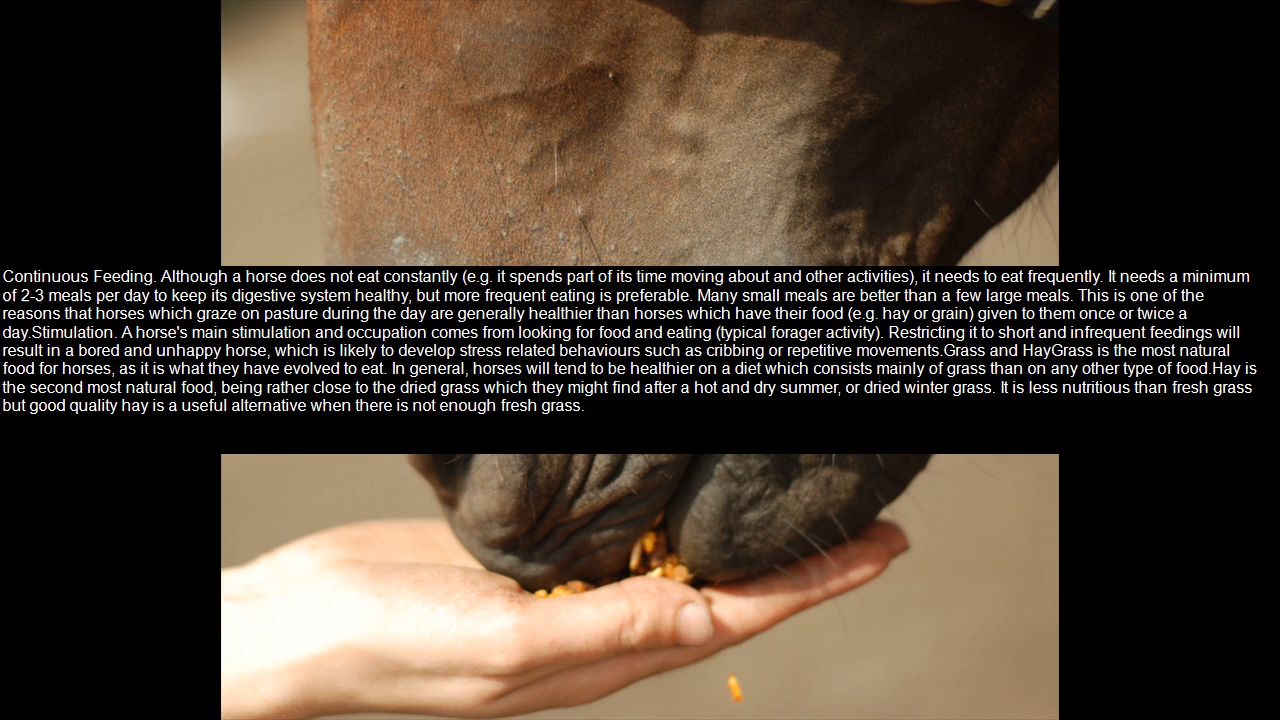 Continuous Feeding. Although a horse does not eat constantly (e.g. it spends part of its time moving about and other activities), it needs to eat frequently. It needs a minimum
of 2-3 meals per day to keep its digestive system healthy, but more frequent eating is preferable. Many small meals are better than a few large meals. This is one of the
reasons that horses which graze on pasture during the day are generally healthier than horses which have their food (e.g. hay or grain) given to them once or twice a
day.Stimulation. A horse's main stimulation and occupation comes from looking for food and eating (typical forager activity). Restricting it to short and infrequent feedings will
result in a bored and unhappy horse, which is likely to develop stress related behaviours such as cribbing or repetitive movements.Grass and HayGrass is the most natural
food for horses, as it is what they have evolved to eat. In general, horses will tend to be healthier on a diet which consists mainly of grass than on any other type of food.Hay is
the second most natural food, being rather close to the dried grass which they might find after a hot and dry summer, or dried winter grass. It is less nutritious than fresh grass
but good quality hay is a useful alternative when there is not enough fresh grass.